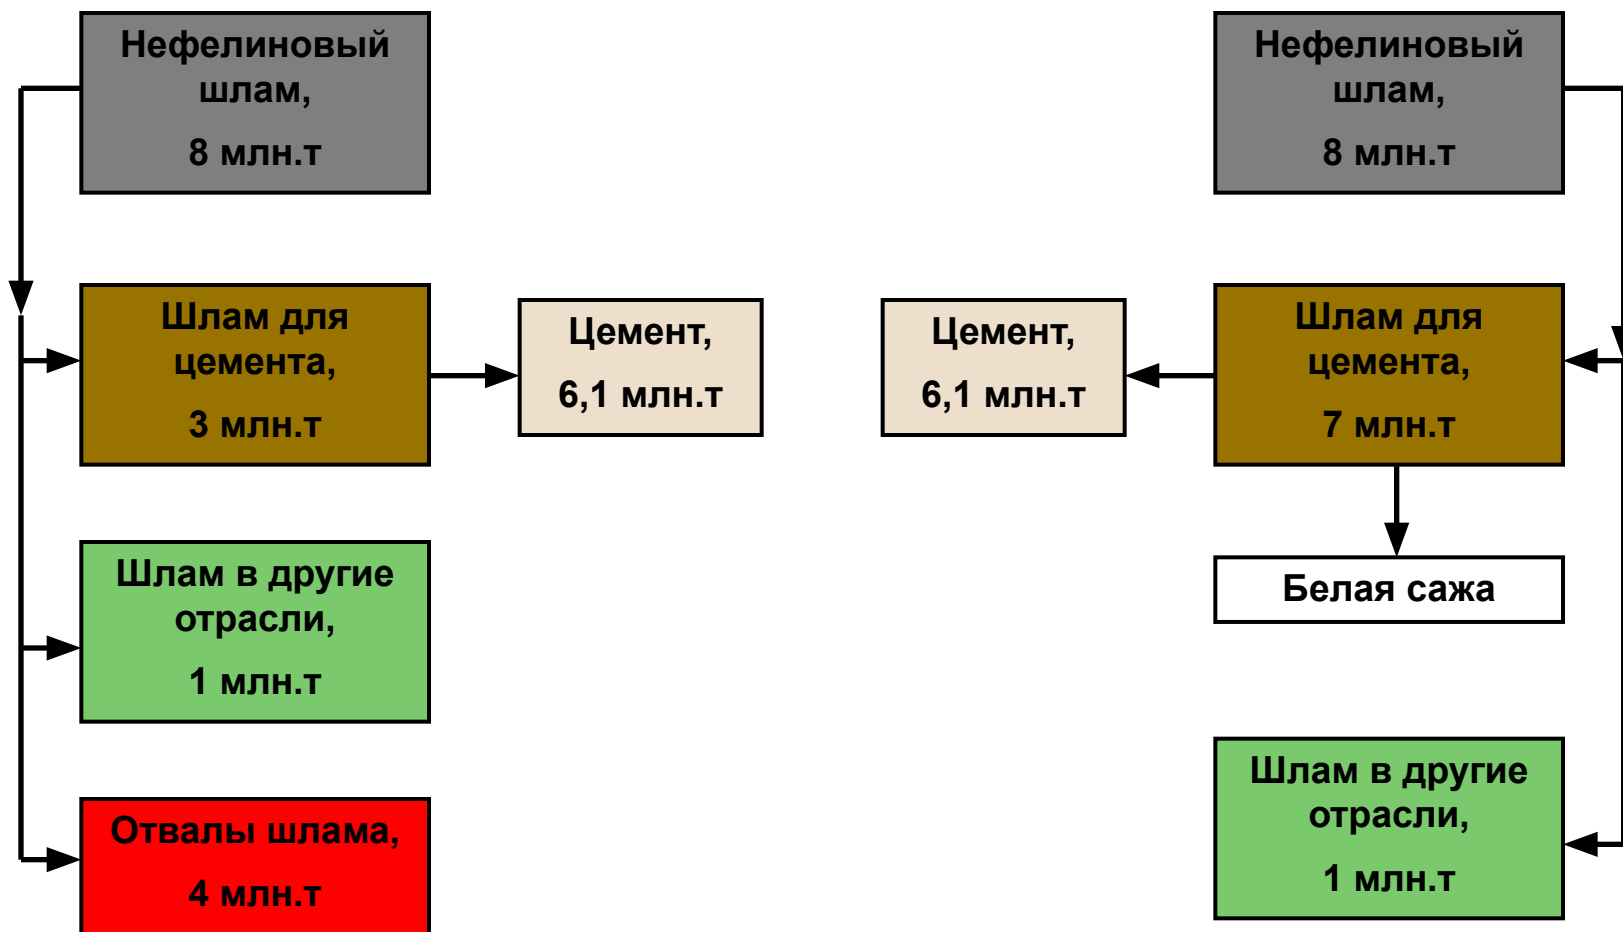 Нефелиновый
шлам,
8 млн.т
Шлам для
цемента,
3 млн.т
Цемент,
6,1 млн.т
Шлам в другие
отрасли,
1 млн.т
Отвалы шлама,
4 млн.т
Нефелиновый
шлам,
8 млн.т
Цемент,
6,1 млн.т
Шлам для
цемента,
7 млн.т
Белая сажа
Шлам в другие
отрасли,
1 млн.т